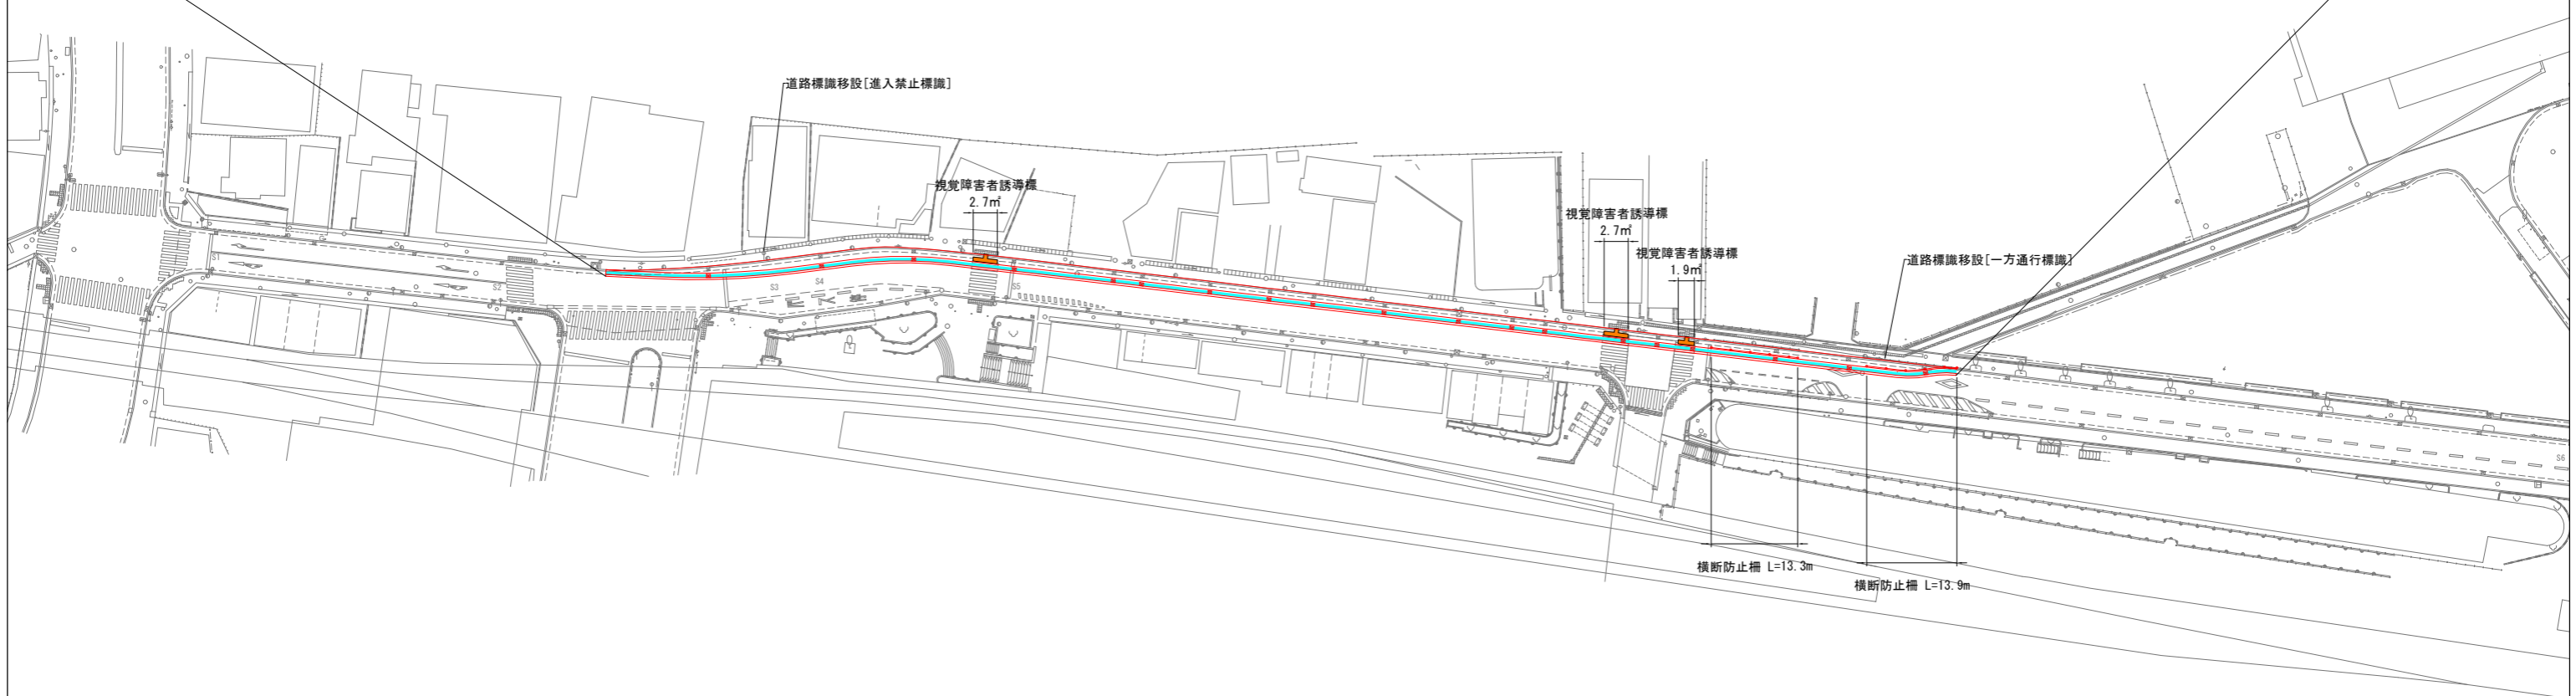 道路標識移設[進入禁止標識]
視覚障害者誘導標
2.7㎡
視覚障害者誘導標
2.7㎡
視覚障害者誘導標
1.9㎡
道路標識移設[一方通行標識]
S1
S2
S3
S4
S5
S6
横断防止柵 L=13.3m
横断防止柵 L=13.9m